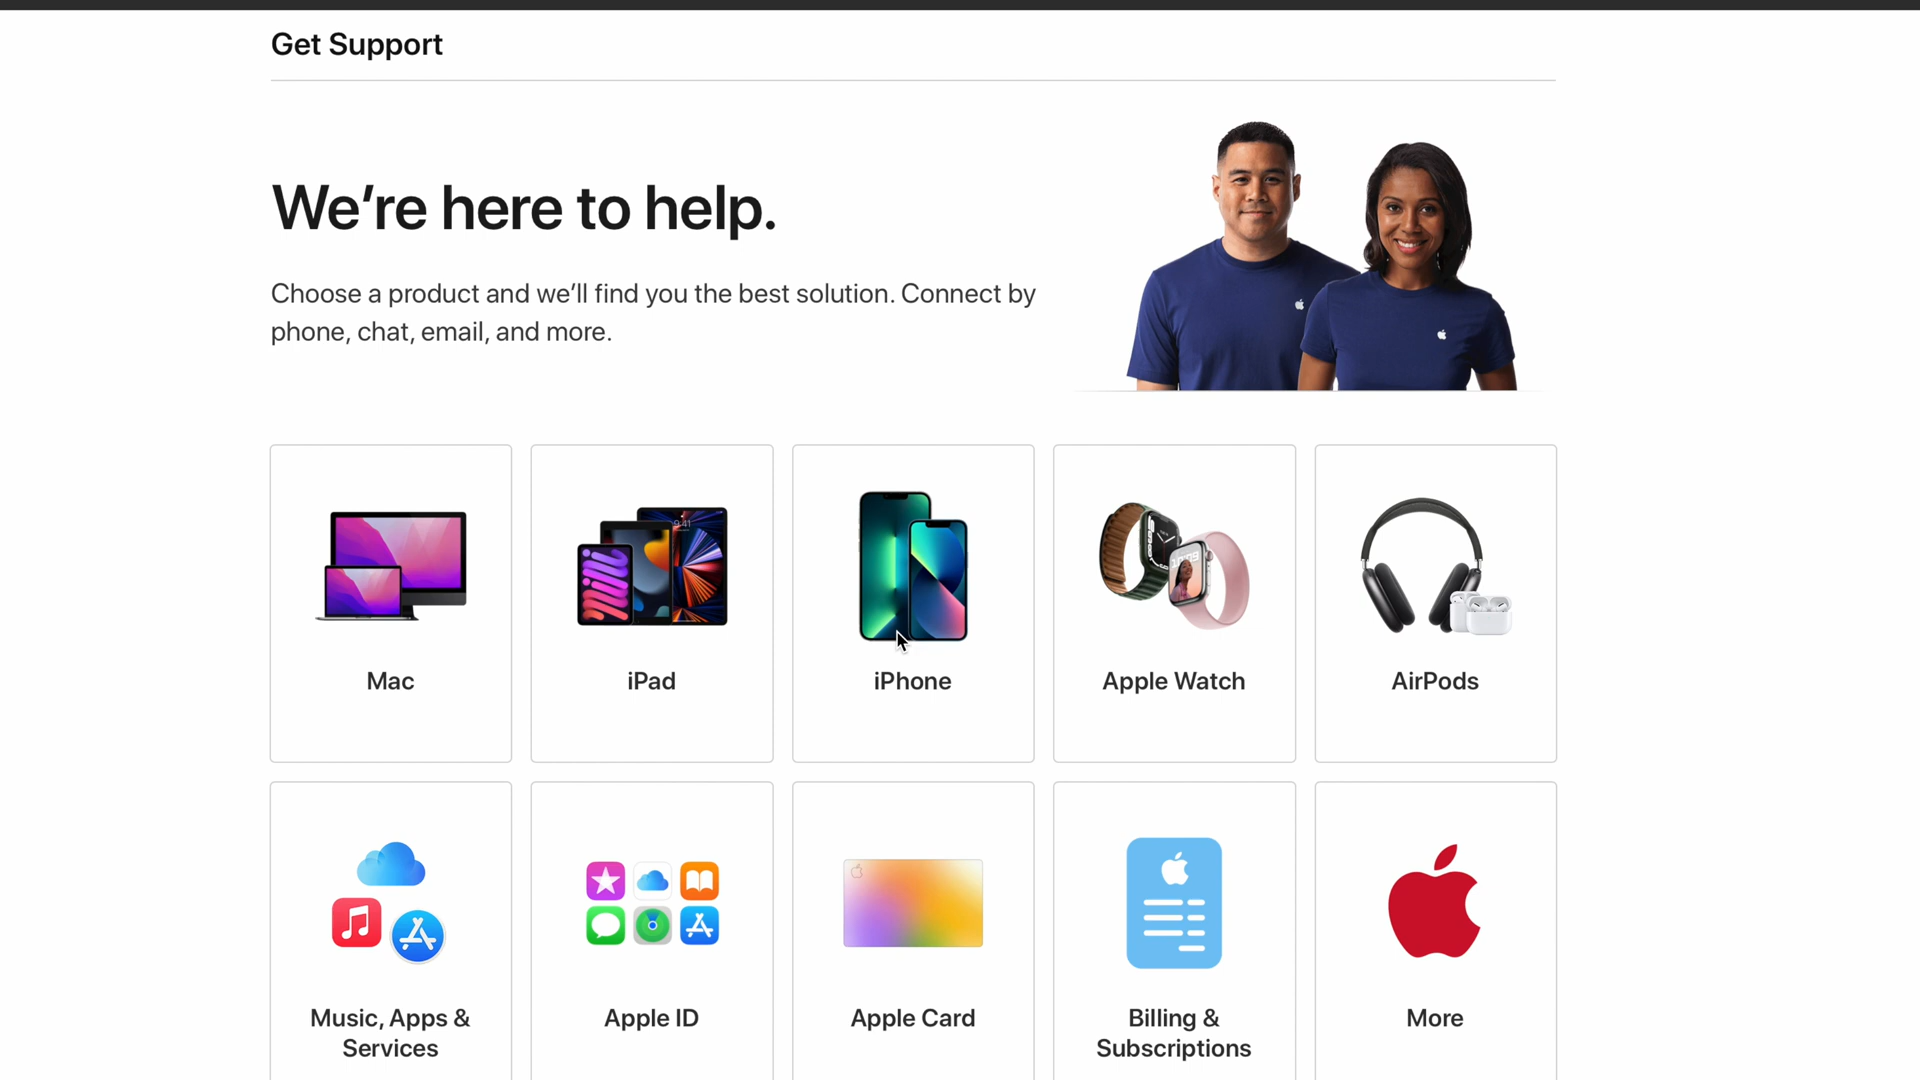 Get Support
We're here to help.
Choose a product and we'll find you the best solution. Connect by
phone, chat, email, and more.
Mac
iPad
iPhone
Apple Watch
AirPods
Music, Apps &
Services
Apple ID
Apple Card
Billing &
Subscriptions
More